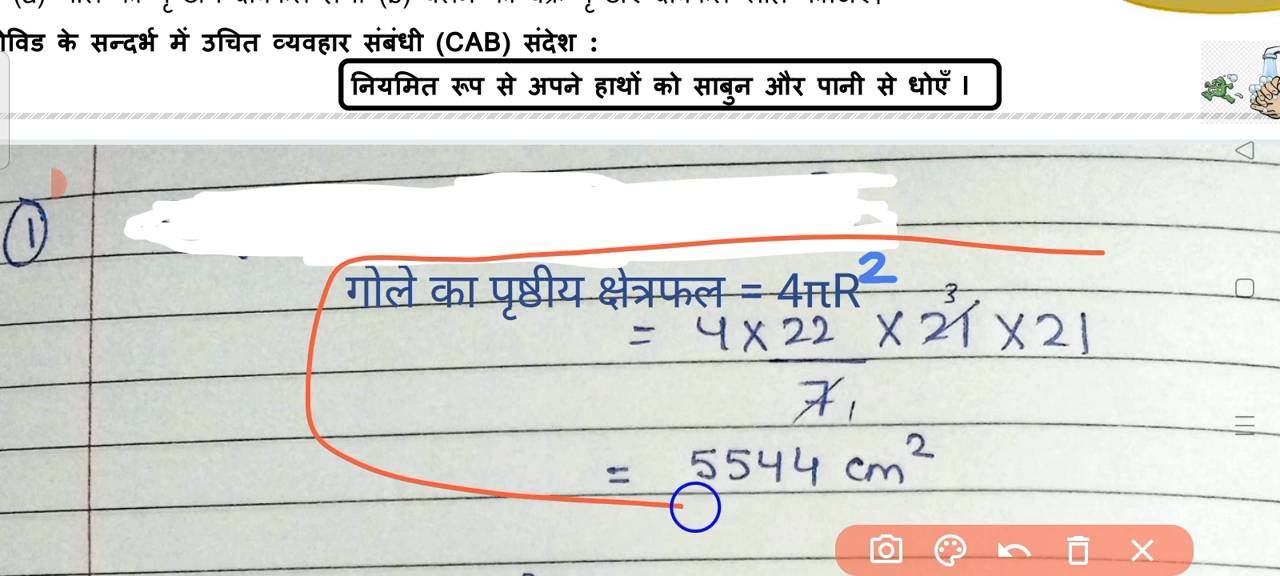 के सन्दर्भ में उचित व्यवहार संबंधी (CAB) संदेश :
नियमित रूप से अपने हाथों को साबुन और पानी से धोएँ ।
1
गोले का पृष्ठीय क्षेत्रफल = 4πR²
= 4 × 22 × 21 3 × 21
7 1
= 5544 cm²